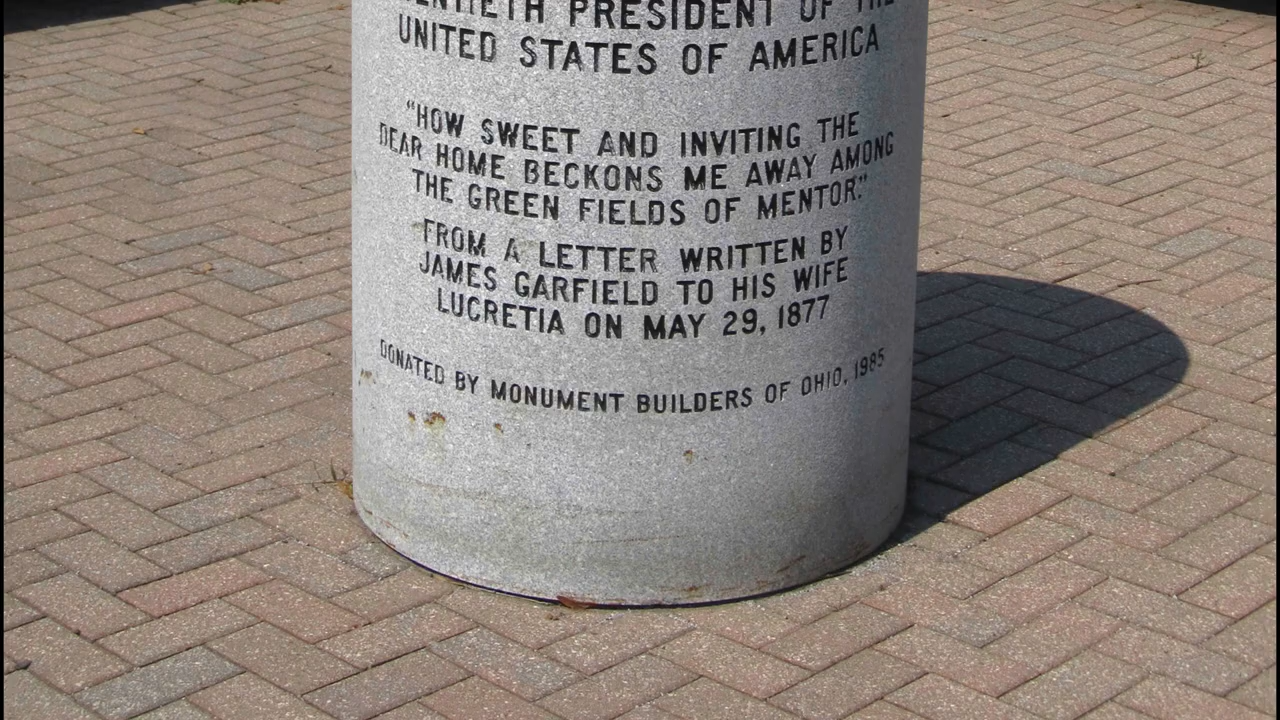 PRESIDENT OF
UNITED STATES OF AMERICA
"HOW SWEET AND INVITING THE
DEAR HOME BECKONS ME AWAY AMONG
THE GREEN FIELDS OF MENTOR."
FROM A LETTER WRITTEN BY
JAMES GARFIELD TO HIS WIFE
LUCRETIA ON MAY 29, 1877
DONATED BY MONUMENT BUILDERS OF OHIO, 1985